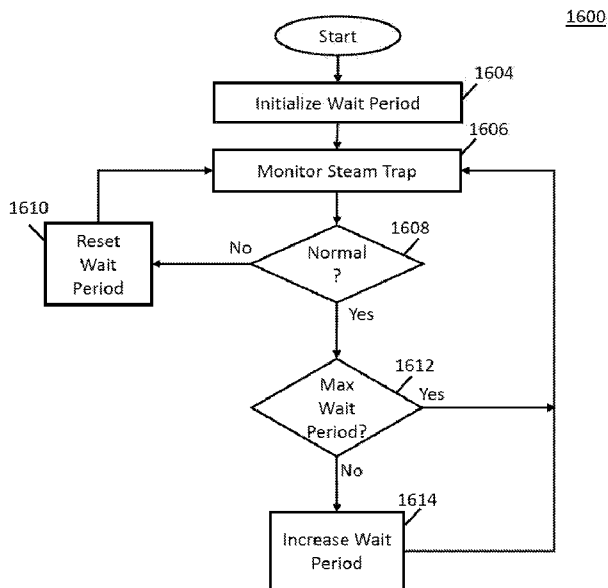 1600
Start
1604
Initialize Wait Period
1606
Monitor Steam Trap
1610
Reset
Wait
Period
No
1608
Normal
?
Yes
1612
Max
Wait
Period?
Yes
No
1614
Increase Wait
Period